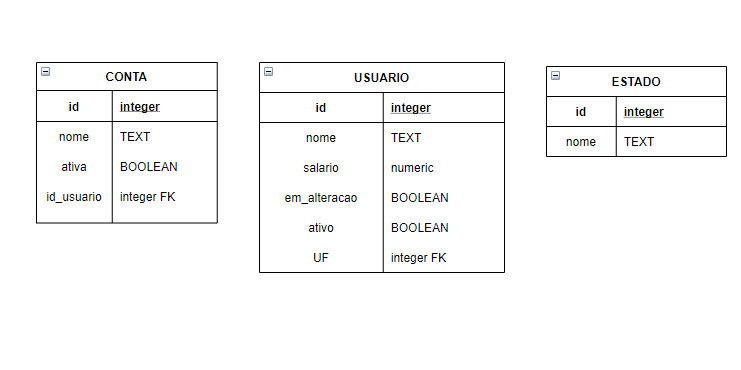 CONTA
id integer
nome TEXT
ativa BOOLEAN
id_usuario integer FK
USUARIO
id integer
nome TEXT
salario numeric
em_alteracao BOOLEAN
ativo BOOLEAN
UF integer FK
ESTADO
id integer
nome TEXT